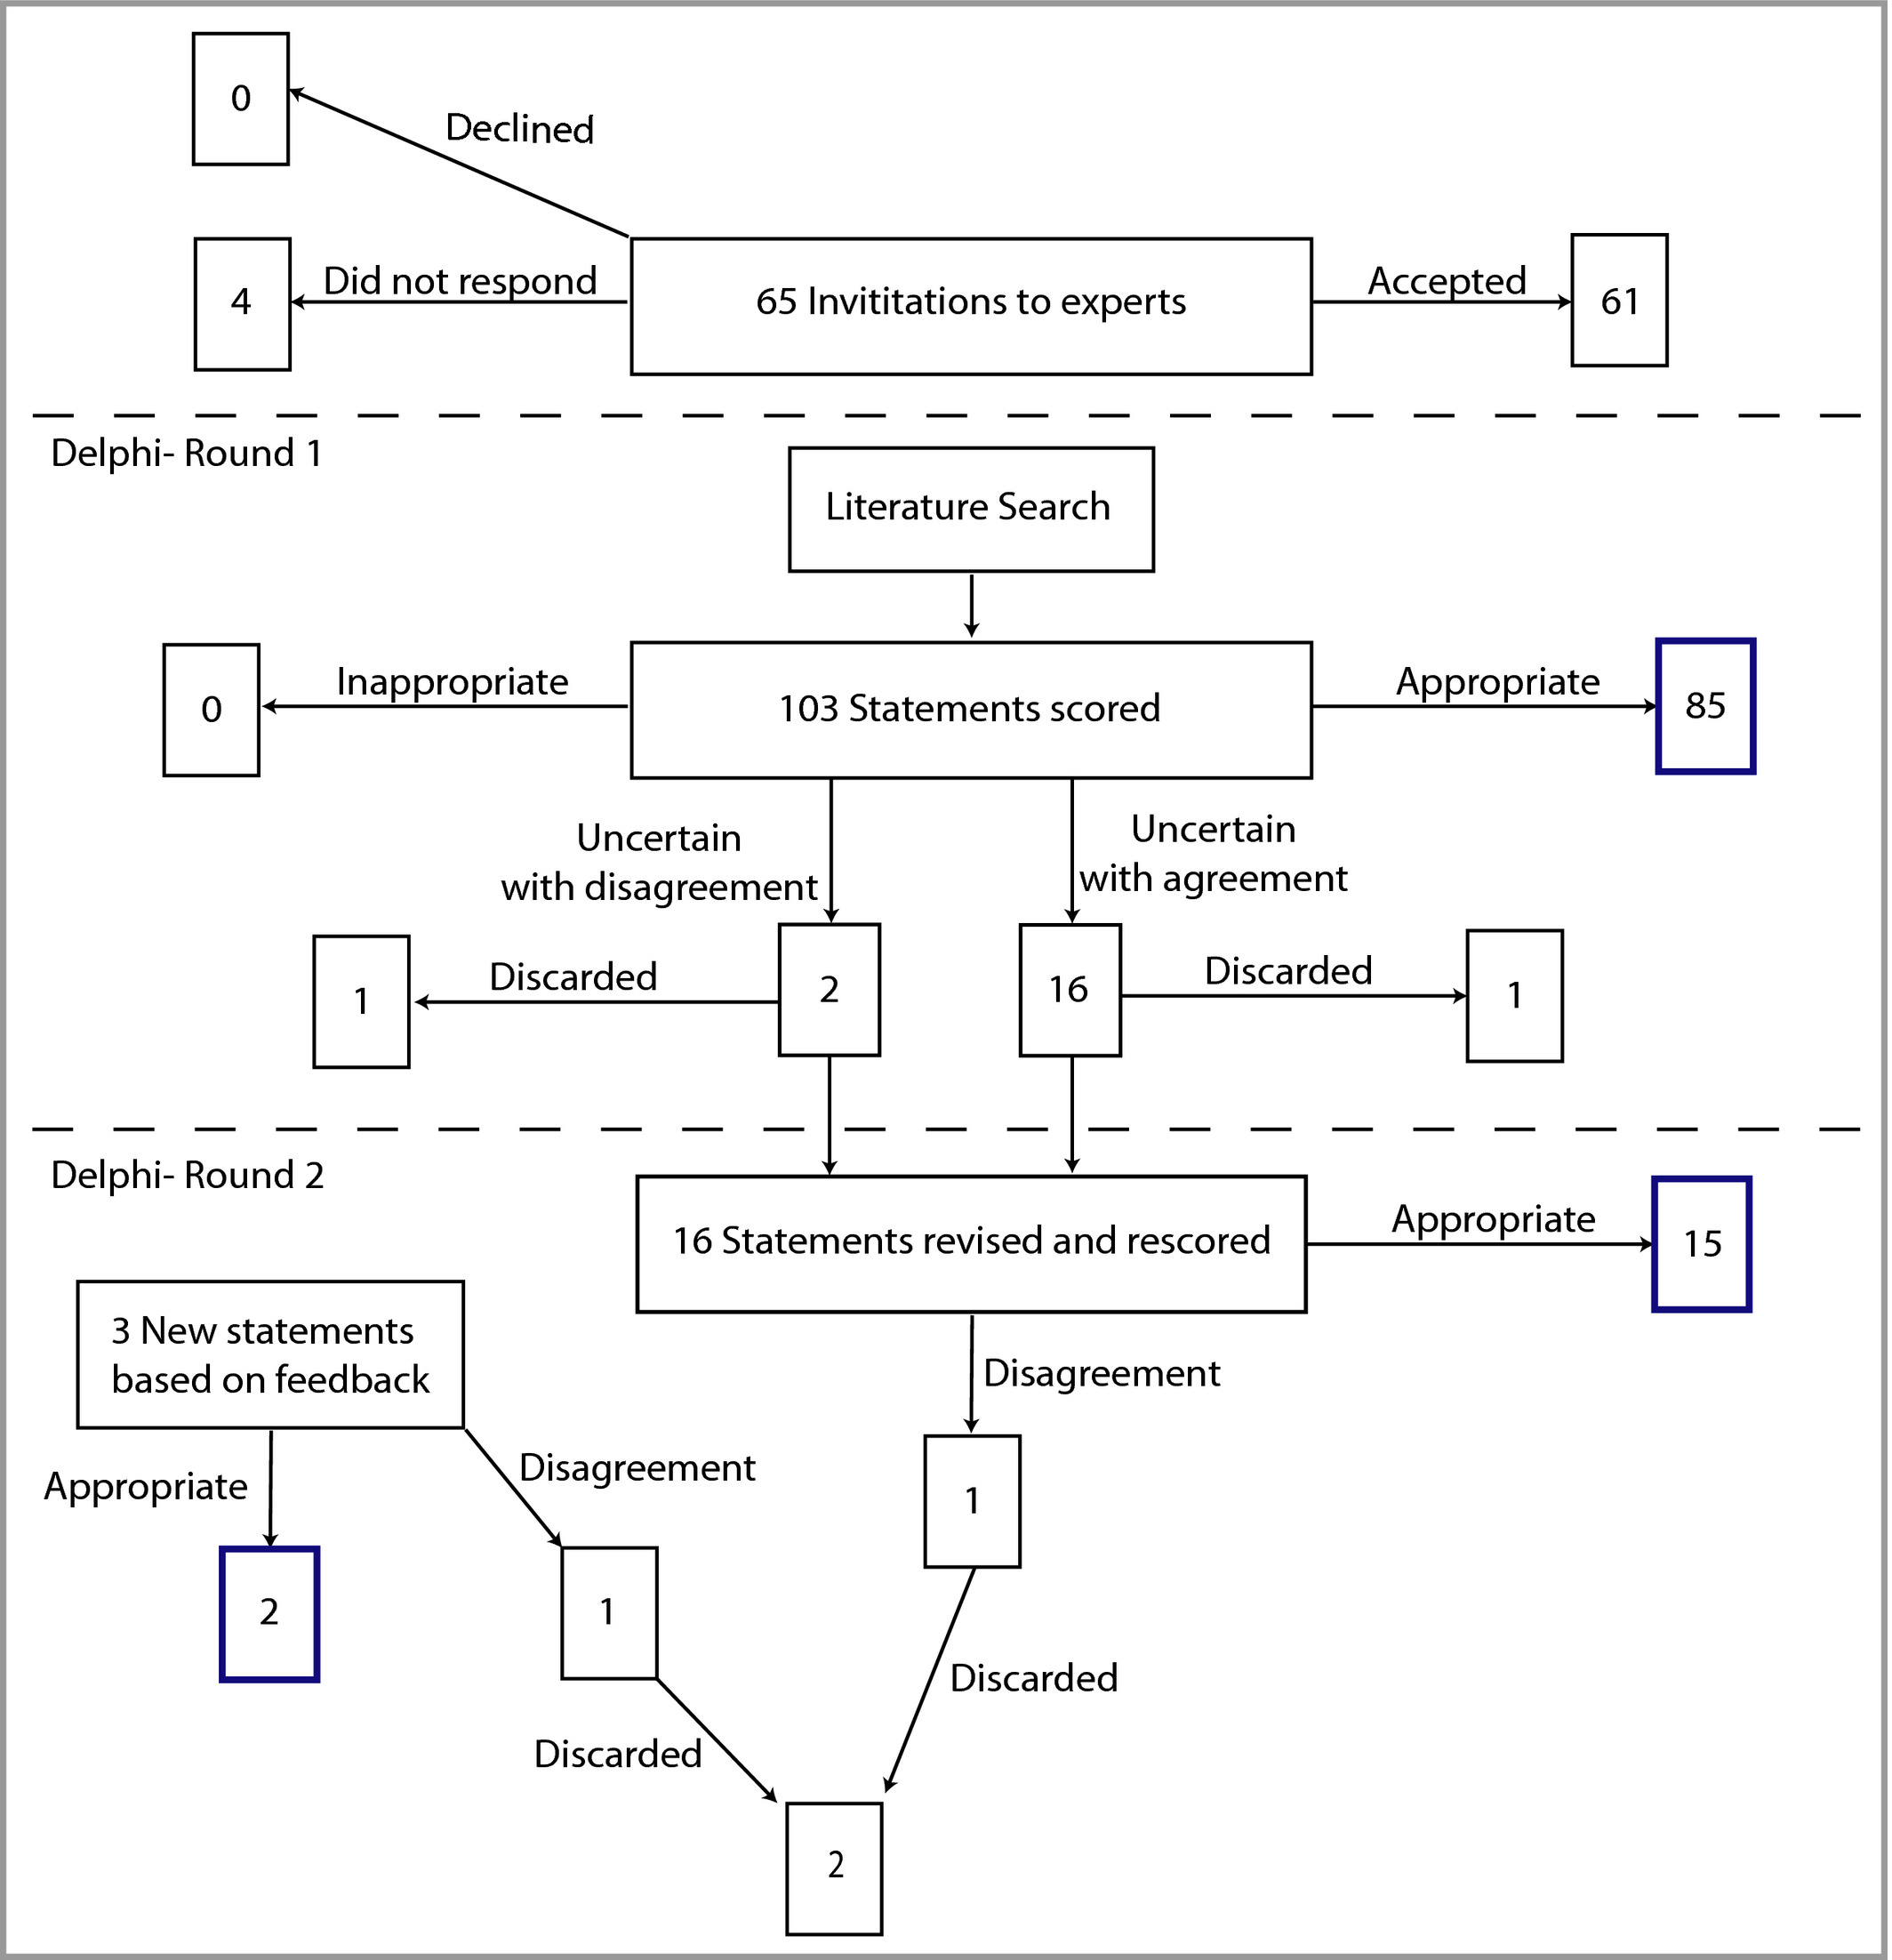 0
Declined
4
Did not respond
65 Invititations to experts
Accepted
61
Delphi- Round 1
Literature Search
0
Inappropriate
103 Statements scored
Appropriate
85
Uncertain
with disagreement
Uncertain
with agreement
1
Discarded
2
16
Discarded
1
Delphi- Round 2
16 Statements revised and rescored
Appropriate
15
3 New statements
based on feedback
Disagreement
Appropriate
Disagreement
1
2
1
Discarded
Discarded
2